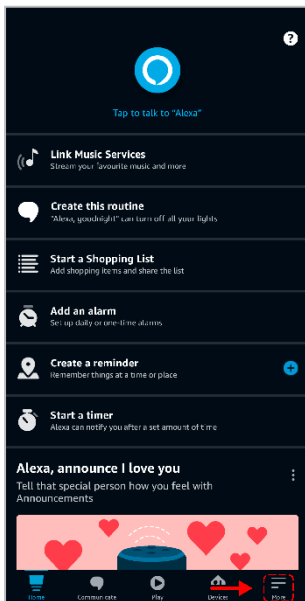 ?
Tap to talk to "Alexa"
Link Music Services
Stream your favourite music and more
Create this routine
"Alexa, goodnight" can turn off all your lights
Start a Shopping List
Add shopping items and share the list
Add an alarm
Set up daily or one-time alarms
Create a reminder
Remember things at a time or place
Start a timer
Alexa can notify you after a set amount of time
Alexa, announce I love you
Tell that special person how you feel with
Announcements
Home Communicate Play Devices More